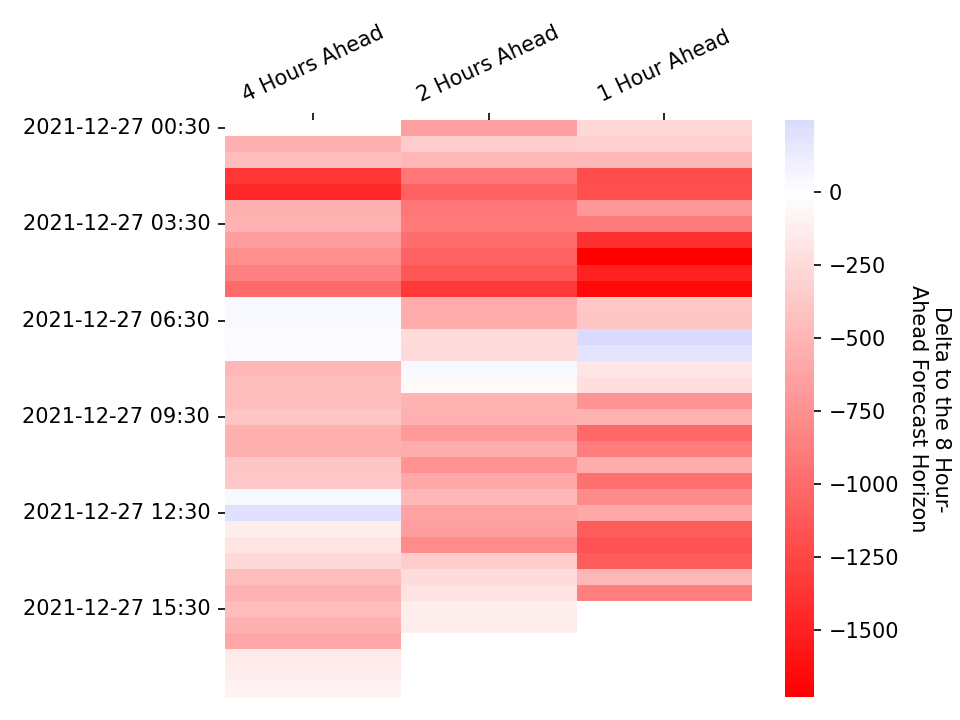 4 Hours Ahead
2 Hours Ahead
1 Hour Ahead
2021-12-27 00:30
2021-12-27 03:30
2021-12-27 06:30
2021-12-27 09:30
2021-12-27 12:30
2021-12-27 15:30
0
−250
−500
−750
−1000
−1250
−1500
Delta to the 8 Hour-
Ahead Forecast Horizon